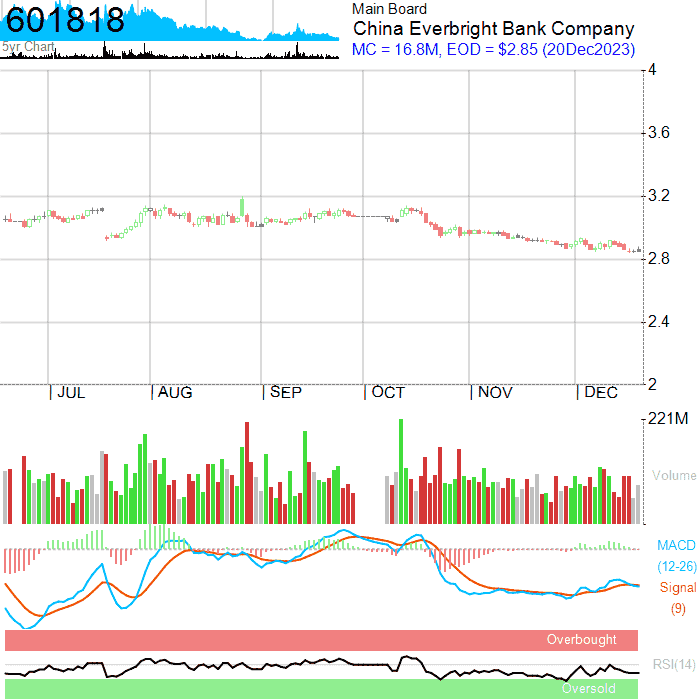 601818
5yr Chart
Main Board
China Everbright Bank Company
MC = 16.8M, EOD = $2.85 (20Dec2023)
4
3.6
3.2
2.8
2.4
2
JUL
AUG
SEP
OCT
NOV
DEC
221M
Volume
MACD
(12-26)
Signal
(9)
Overbought
RSI(14)
Oversold